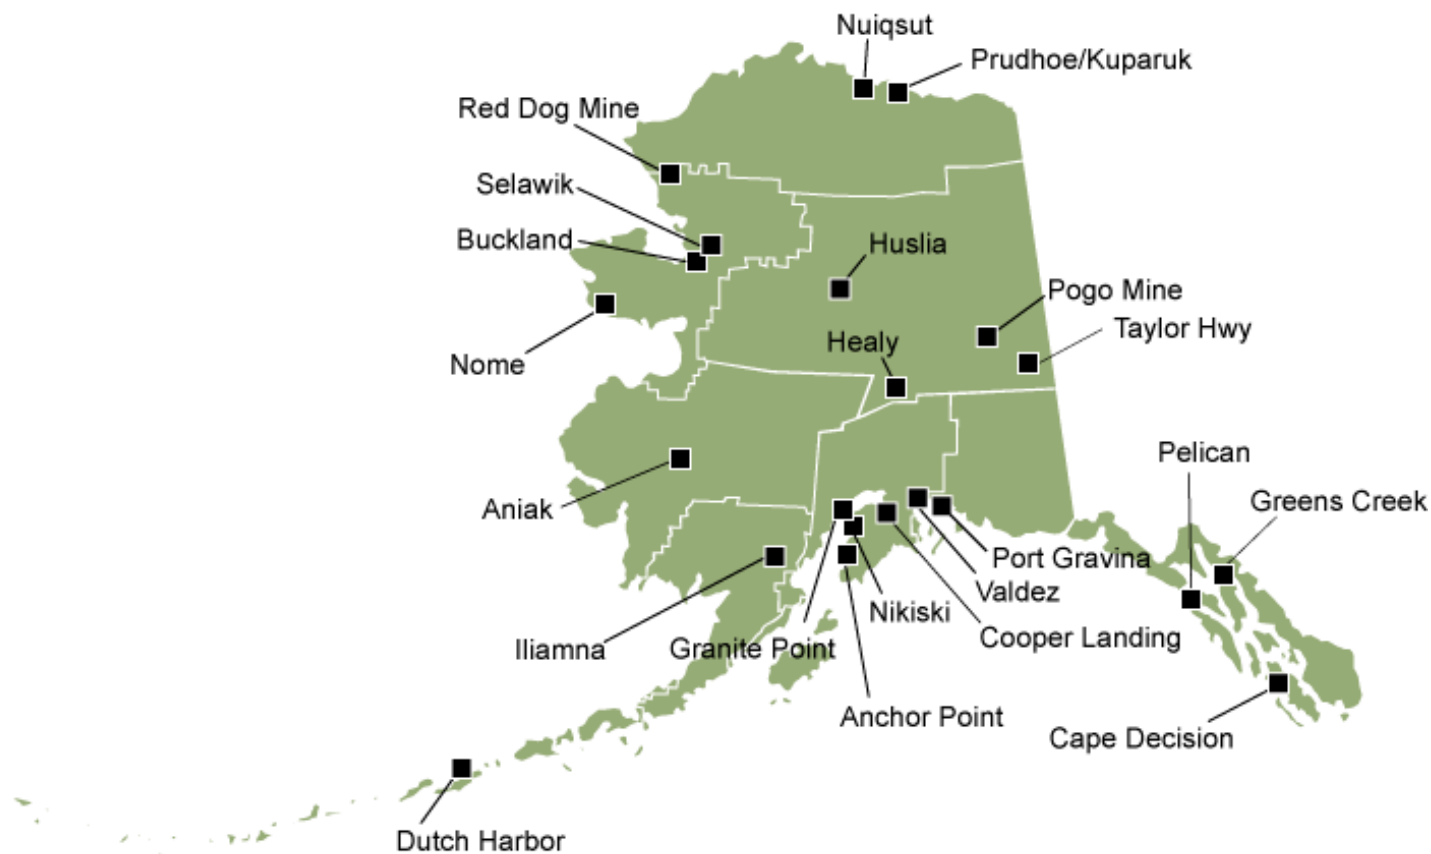 Nuiqsut
Prudhoe/Kuparuk
Red Dog Mine
Selawik
Buckland
Huslia
Pogo Mine
Taylor Hwy
Healy
Nome
Pelican
Greens Creek
Aniak
Port Gravina
Valdez
Nikiski
Cooper Landing
Iliamna
Granite Point
Anchor Point
Cape Decision
Dutch Harbor